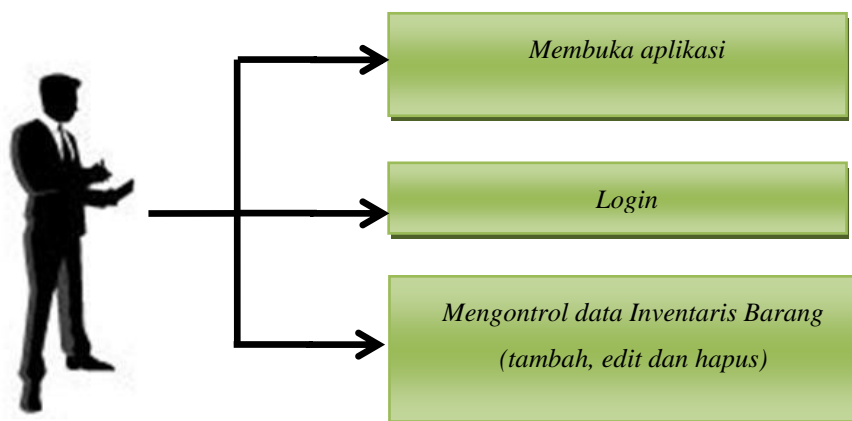 Membuka aplikasi
Login
Mengontrol data Inventaris Barang
(tambah, edit dan hapus)